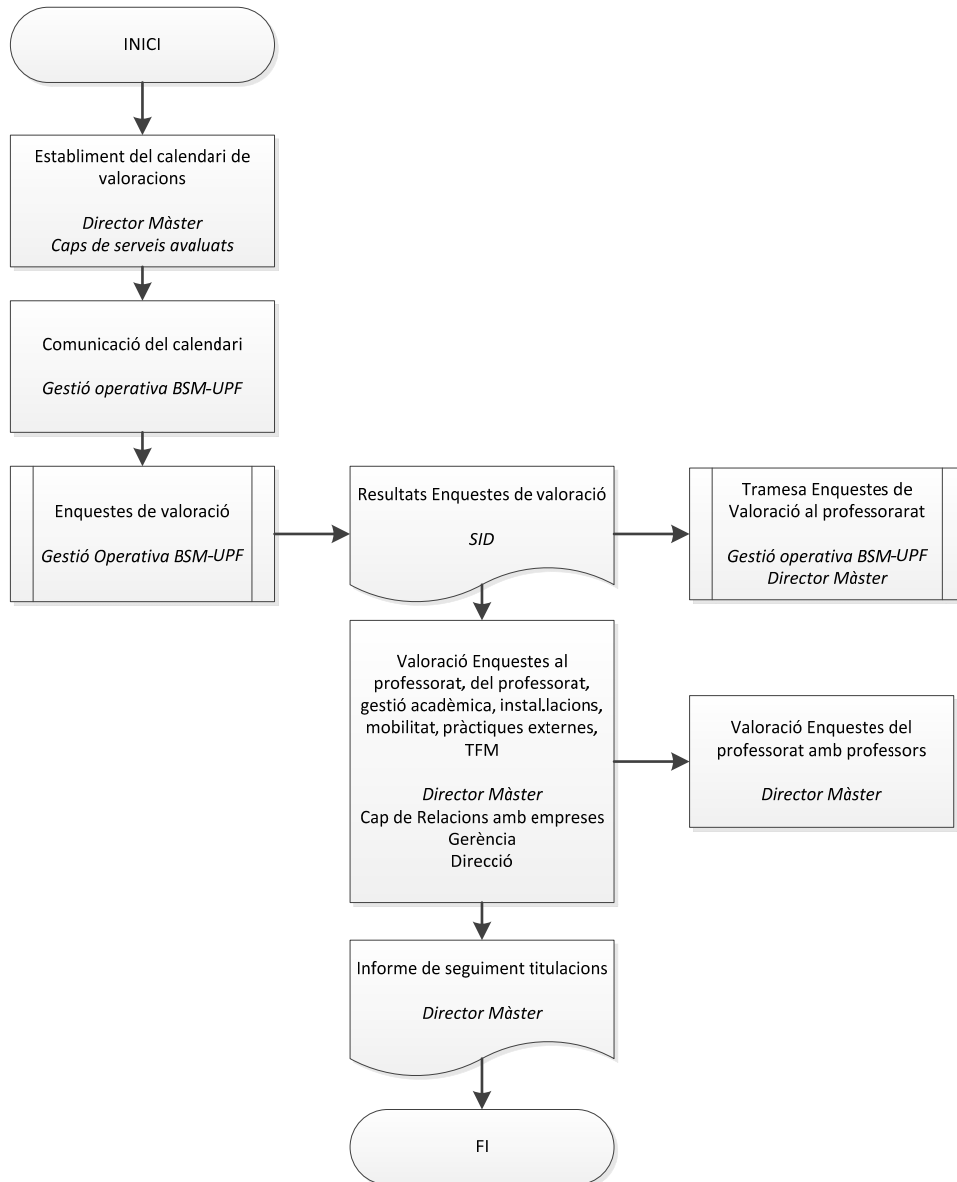 INICI
Establiment del calendari de
valoracions
Director Màster
Caps de serveis avaluats
Comunicació del calendari
Gestió operativa BSM-UPF
Enquestes de valoració
Gestió Operativa BSM-UPF
Resultats Enquestes de valoració
SID
Tramesa Enquestes de
Valoració al professorarat
Gestió operativa BSM-UPF
Director Màster
Valoració Enquestes al
professorat, del professorat,
gestió acadèmica, instal.lacions,
mobilitat, pràctiques externes,
TFM
Director Màster
Cap de Relacions amb empreses
Gerència
Direcció
Valoració Enquestes del
professorat amb professors
Director Màster
Informe de seguiment titulacions
Director Màster
FI